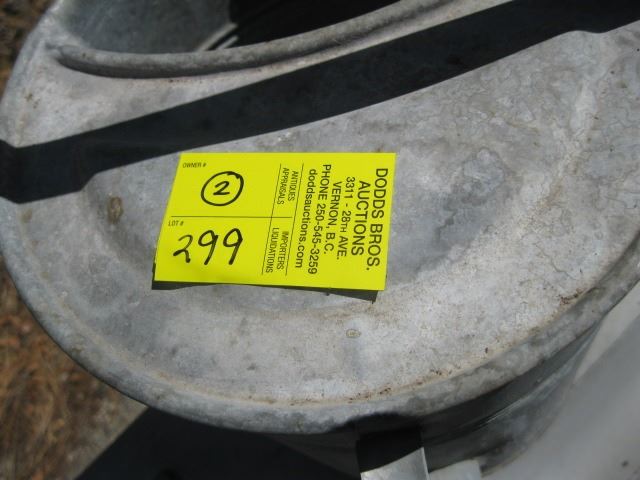 OWNER #
2
LOT #
299
ANTIQUES
APPRAISALS
IMPORTERS
LIQUIDATIONS
DODDS BROS.
AUCTIONS
3311 - 28TH AVE.
VERNON, B.C.
PHONE 250-545-3259
doddsauctions.com